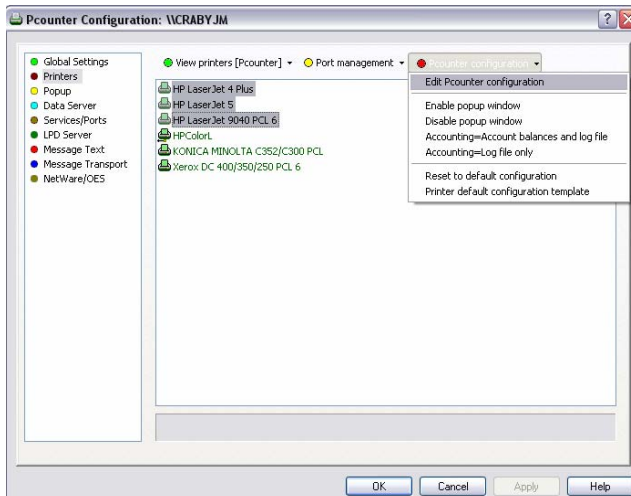 Pcounter Configuration: \\CRABYJM
Global Settings
Printers
Popup
Data Server
Services/Ports
LPD Server
Message Text
Message Transport
NetWare/OES
View printers [Pcounter]
Port management
Pcounter configuration
HP LaserJet 4 Plus
HP LaserJet 5
HP LaserJet 9040 PCL 6
HPColorL
KONICA MINOLTA C352/C300 PCL
Xerox DC 400/350/250 PCL 6
Edit Pcounter configuration
Enable popup window
Disable popup window
Accounting=Account balances and log file
Accounting=Log file only
Reset to default configuration
Printer default configuration template
OK
Cancel
Apply
Help